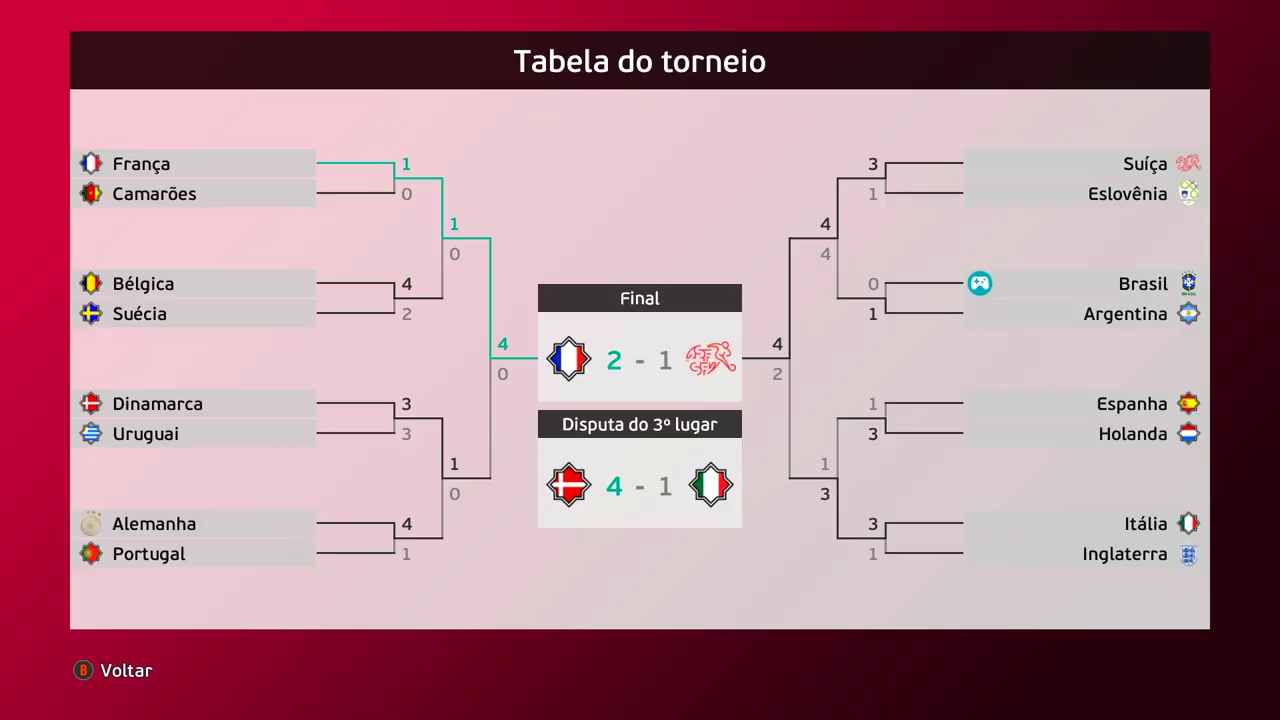 Tabela do torneio
França 1
Camarões 0
1
0
Bélgica 4
Suécia 2
4
0
Dinamarca 3
Uruguai 3
1
0
Alemanha 4
Portugal 1
Final
2 - 1
Disputa do 3º lugar
4 - 1
3 Suíça
1 Eslovênia
4
4
0 Brasil
1 Argentina
4
2
1 Espanha
3 Holanda
1
3
3 Itália
1 Inglaterra
B Voltar